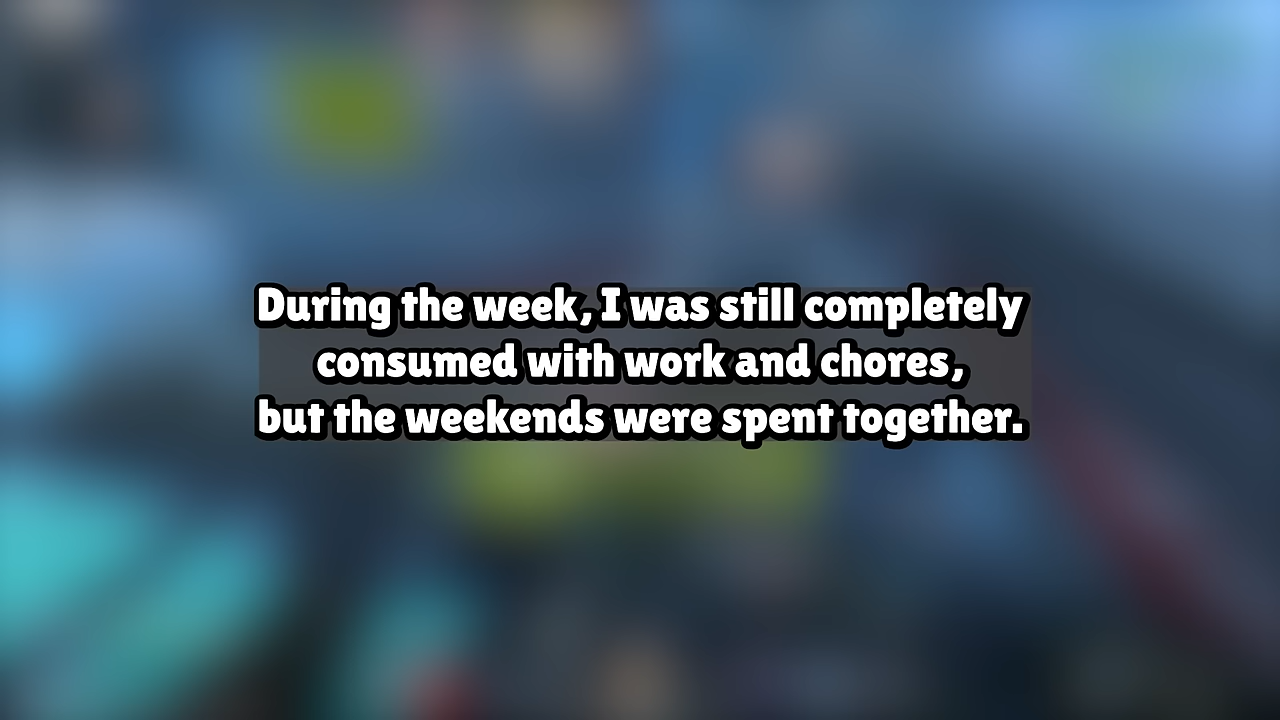 During the week, I was still completely
consumed with work and chores,
but the weekends were spent together.